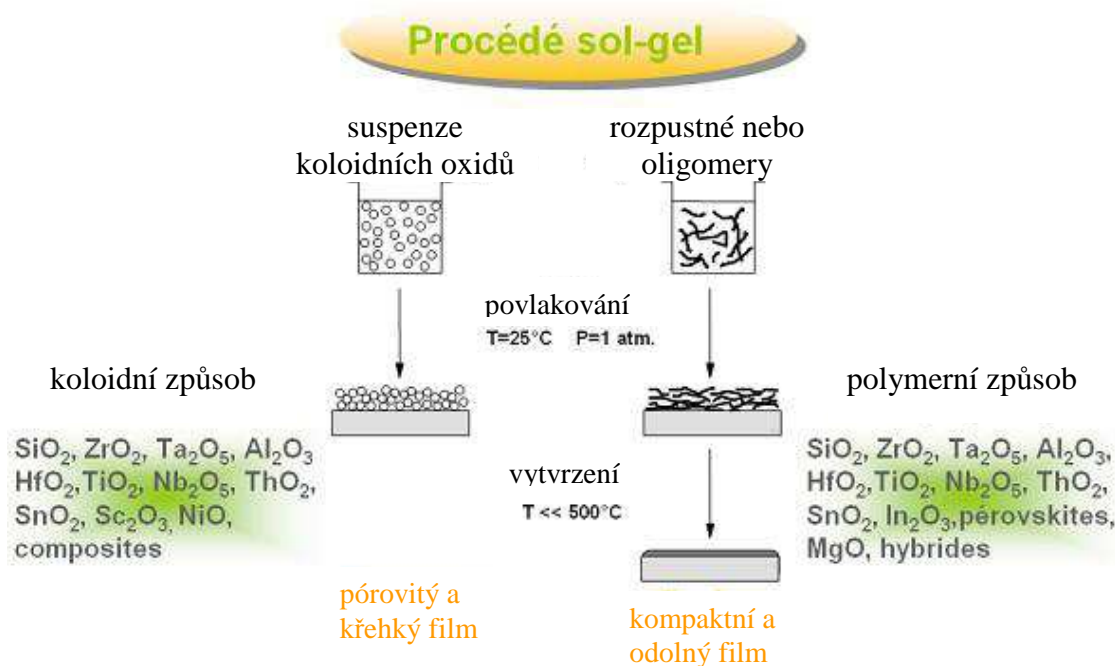 Procédé sol-gel
suspenze
koloidních oxidů
rozpustné nebo
oligomery
povlakování
T=25°C P=1 atm.
koloidní způsob
polymerní způsob
SiO₂, ZrO₂, Ta₂O₅, Al₂O₃
HfO₂,TiO₂, Nb₂O₅, ThO₂,
SnO₂, Sc₂O₃, NiO,
composites
vytvrzení
T << 500°C
SiO₂, ZrO₂, Ta₂O₅, Al₂O₃,
HfO₂,TiO₂, Nb₂O₅, ThO₂,
SnO₂, In₂O₃,pérovskites,
MgO, hybrides
pórovitý a
křehký film
kompaktní a
odolný film